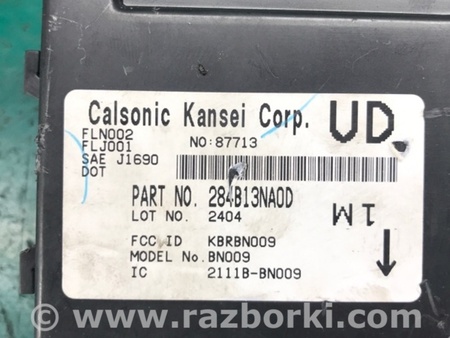 Calsonic Kansei Corp.
UD.
FLN002
FLJ001
NO:87713
SAE J1690
DOT
PART NO. 284B13NA0D
LOT NO. 2404
1M
FCC ID KBRBN009
MODEL No. BN009
IC 2111B-BN009
www.razborki.com